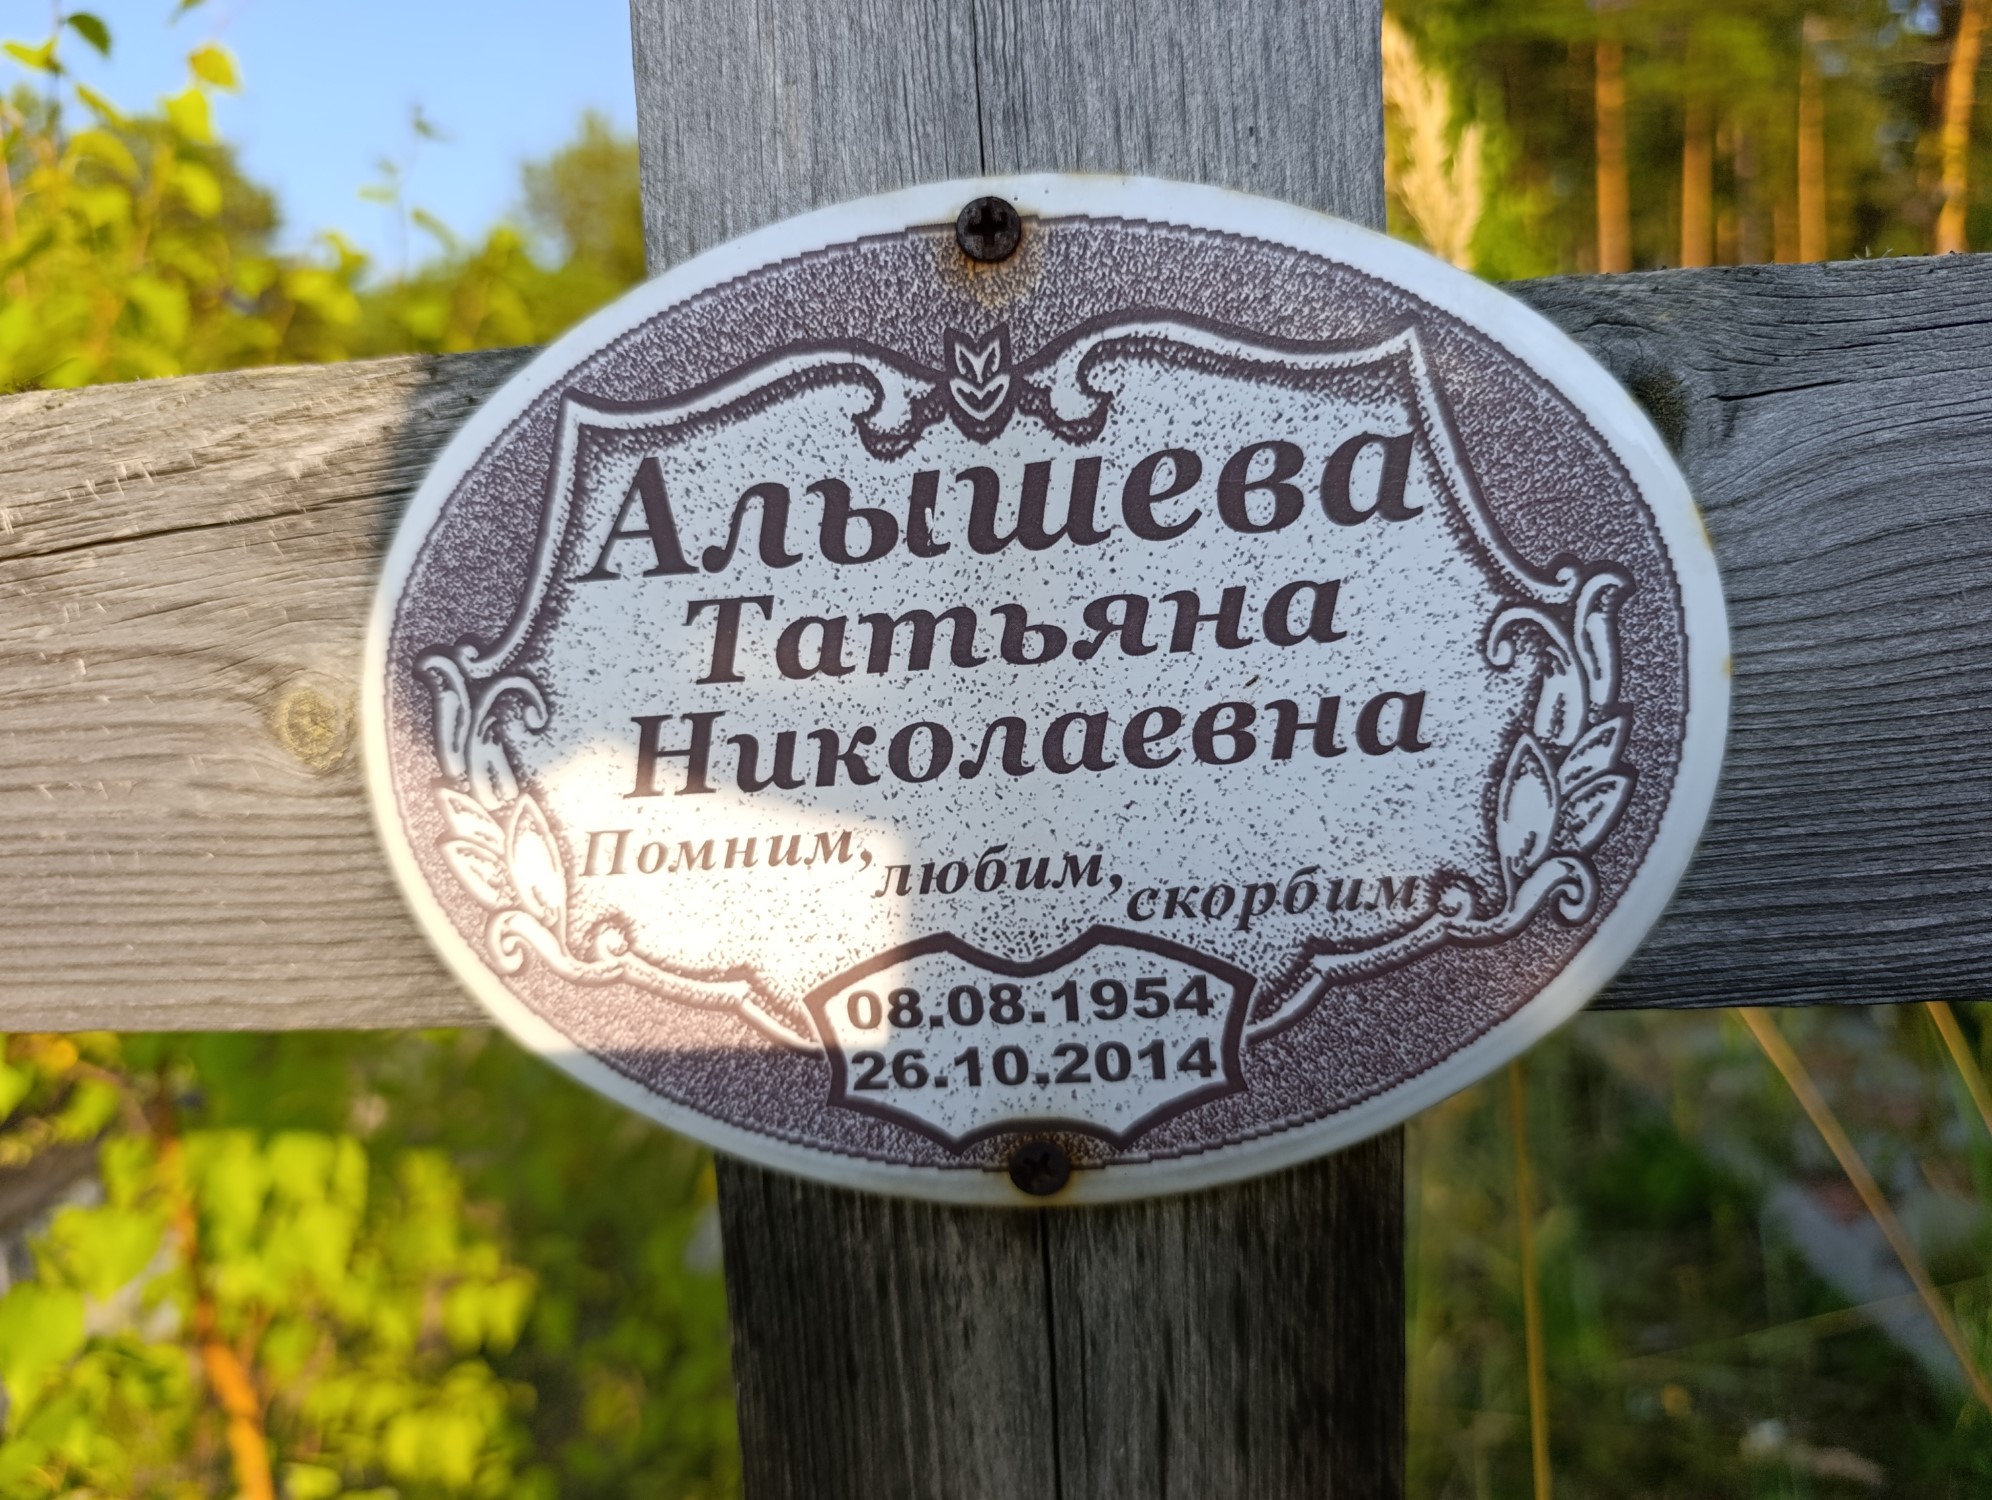 Алышева
Татьяна
Николаевна
Помним, любим, скорбим
08.08.1954
26.10.2014